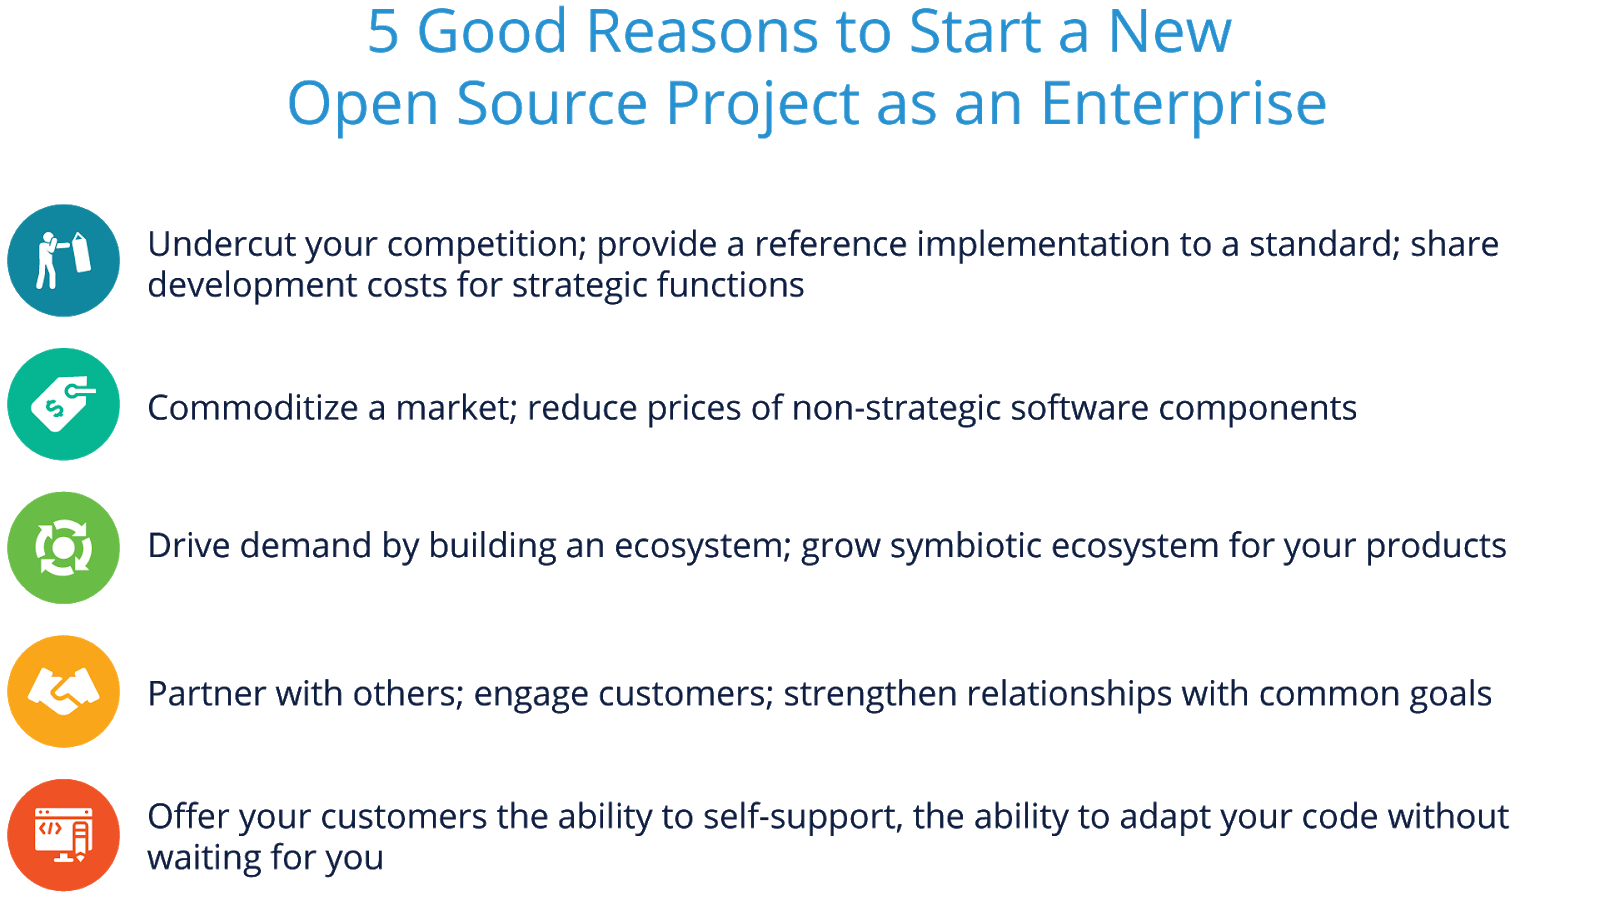 5 Good Reasons to Start a New
Open Source Project as an Enterprise
Undercut your competition; provide a reference implementation to a standard; share
development costs for strategic functions
$
Commoditize a market; reduce prices of non-strategic software components
Drive demand by building an ecosystem; grow symbiotic ecosystem for your products
Partner with others; engage customers; strengthen relationships with common goals
</>
Offer your customers the ability to self-support, the ability to adapt your code without
waiting for you